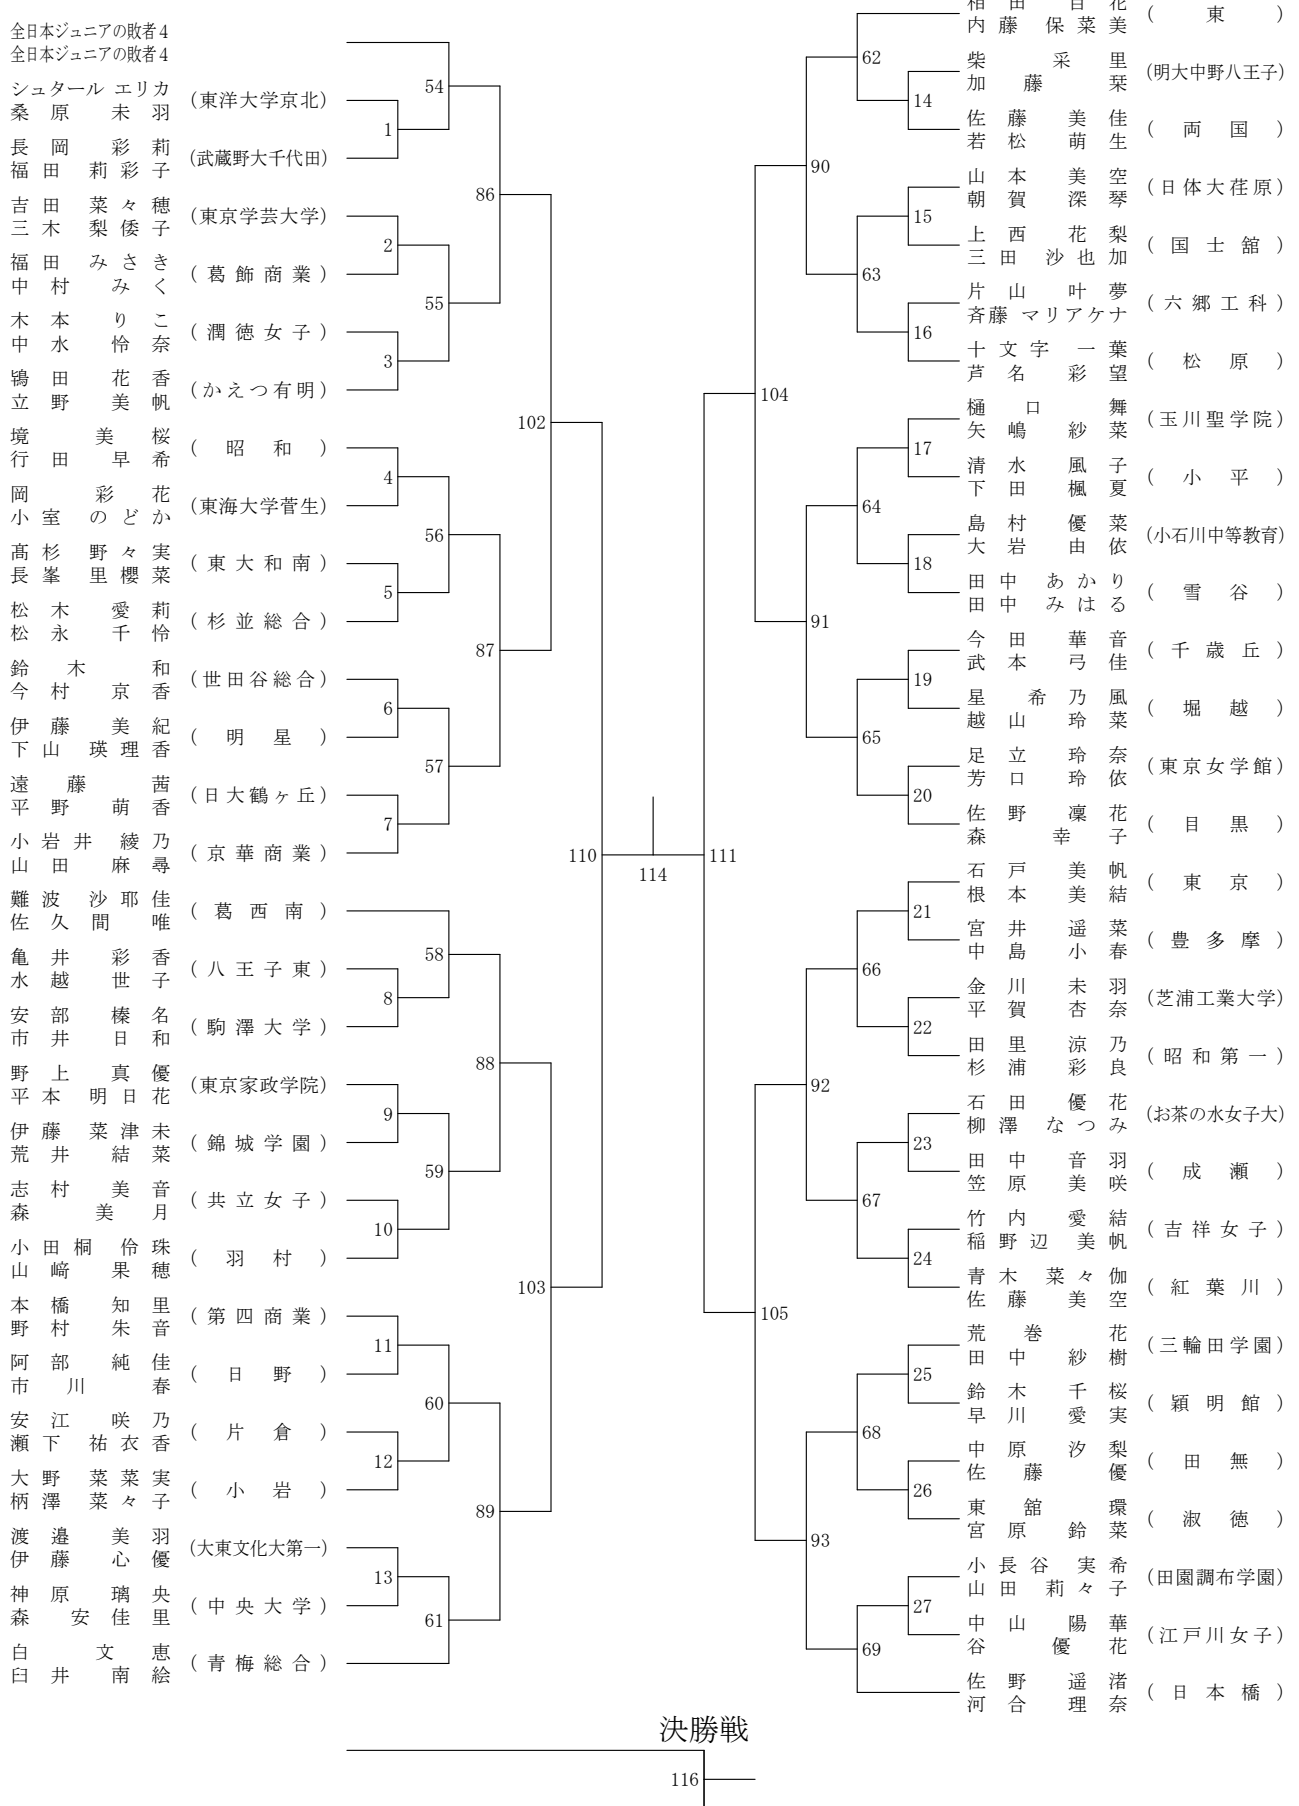 全日本ジュニアの敗者4
全日本ジュニアの敗者4
シュタール エリカ
桑原 未羽 (東洋大学京北)
長岡 彩莉
福田 莉彩子 (武蔵野大千代田)
吉田 菜々穂
三木 梨倭子 (東京学芸大学)
福田 みさき
中村 みく (葛飾商業)
木本 りこ
中水 怜奈 (潤徳女子)
鴇田 花香
立野 美帆 (かえつ有明)
境 美桜
行田 早希 (昭和)
岡 彩花
小室 のどか (東海大学菅生)
髙杉 野々実
長峯 里櫻菜 (東大和南)
松木 愛莉
松永 千怜 (杉並総合)
鈴木 和
今村 京香 (世田谷総合)
伊藤 美紀
下山 瑛理香 (明星)
遠藤 茜
平野 萌香 (日大鶴ヶ丘)
小岩井 綾乃
山田 麻尋 (京華商業)
難波 沙耶佳
佐久間 唯 (葛西南)
亀井 彩香
水越 世子 (八王子東)
安部 榛名
市井 日和 (駒澤大学)
野上 真優
平本 明日花 (東京家政学院)
伊藤 菜津未
荒井 結菜 (錦城学園)
志村 美音
森 美月 (共立女子)
小田桐 伶珠
山﨑 果穂 (羽村)
本橋 知里
野村 朱音 (第四商業)
阿部 純佳
市川 春 (日野)
安江 咲乃
瀬下 祐衣香 (片倉)
大野 菜菜実
柄澤 菜々子 (小岩)
渡邉 美羽
伊藤 心優 (大東文化大第一)
神原 璃央
森 安佳里 (中央大学)
白 文恵
臼井 南絵 (青梅総合)
1
2
3
4
5
6
7
8
9
10
11
12
13
54
55
56
57
58
59
60
61
86
87
88
89
102
103
110
114
111
104
105
90
91
92
93
62
63
64
65
66
67
68
69
14
15
16
17
18
19
20
21
22
23
24
25
26
27
内藤 保菜美 (東)
柴 采里
加藤 栞 (明大中野八王子)
佐藤 美佳
若松 萌生 (両国)
山本 美空
朝賀 深琴 (日体大荏原)
上西 花梨
三田 沙也加 (国士舘)
片山 叶夢
斉藤 マリアケナ (六郷工科)
十文字 一葉
芦名 彩望 (松原)
樋口 舞
矢嶋 紗菜 (玉川聖学院)
清水 風子
下田 楓夏 (小平)
島村 優菜
大岩 由依 (小石川中等教育)
田中 あかり
田中 みはる (雪谷)
今田 華音
武本 弓佳 (千歳丘)
星 希乃風
越山 玲菜 (堀越)
足立 玲奈
芳口 玲依 (東京女学館)
佐野 凜花
森 幸子 (目黒)
石戸 美帆
根本 美結 (東京)
宮井 遥菜
中島 小春 (豊多摩)
金川 未羽
平賀 杏奈 (芝浦工業大学)
田里 涼乃
杉浦 彩良 (昭和第一)
石田 優花
柳澤 なつみ (お茶の水女子大)
田中 音羽
笠原 美咲 (成瀬)
竹内 愛結
稲野辺 美帆 (吉祥女子)
青木 菜々伽
佐藤 美空 (紅葉川)
荒巻 花
田中 紗樹 (三輪田学園)
鈴木 千桜
早川 愛実 (穎明館)
中原 汐梨
佐藤 優 (田無)
東舘 環
宮原 鈴菜 (淑徳)
小長谷 実希
山田 莉々子 (田園調布学園)
中山 陽華
谷 優花 (江戸川女子)
佐野 遥渚
河合 理奈 (日本橋)
決勝戦
116